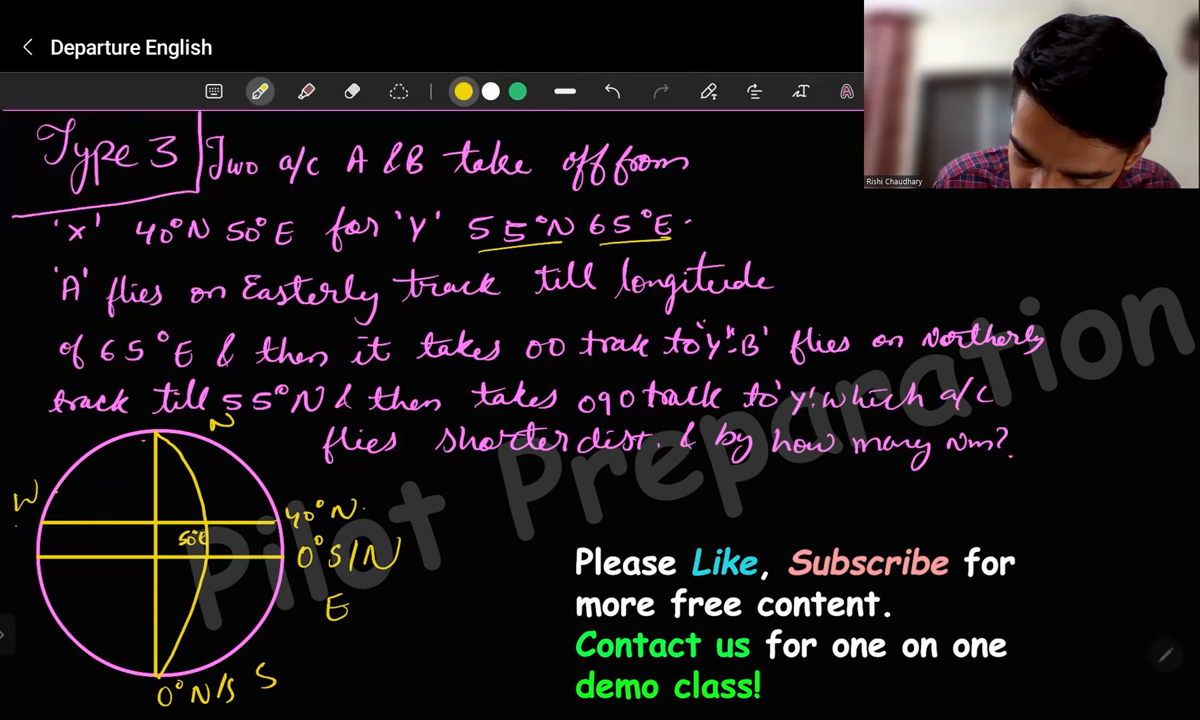 Departure English
Rishi Chaudhary
Type 3 Two a/c A & B take off from
'X' 40°N 50°E for 'Y' 55°N 65°E.
'A' flies on Easterly track till longitude
of 65°E & then it takes 00 trak to 'Y'. 'B' flies on Northerly
track till 55°N & then takes 090 track to 'Y'. Which a/c
flies shorter dist. & by how many Nm?
N
W
40°N.
50°E
0°S/N
E
0°N/S S
Pilot Preparation
Please Like, Subscribe for
more free content.
Contact us for one on one
demo class!